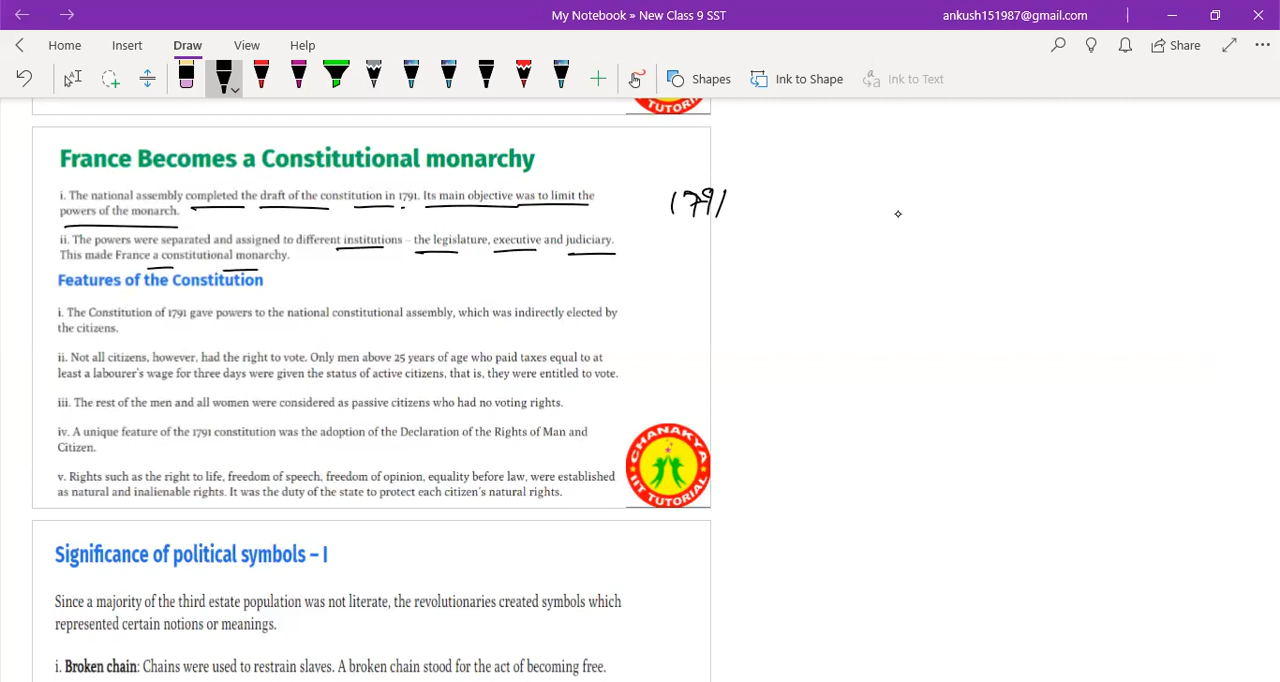 My Notebook » New Class 9 SST
ankush151987@gmail.com
Home Insert Draw View Help
Share
Shapes
Ink to Shape
Ink to Text
TUTORIAL
France Becomes a Constitutional monarchy
i. The national assembly completed the draft of the constitution in 1791. Its main objective was to limit the
powers of the monarch.
1791
ii. The powers were separated and assigned to different institutions – the legislature, executive and judiciary.
This made France a constitutional monarchy.
Features of the Constitution
i. The Constitution of 1791 gave powers to the national constitutional assembly, which was indirectly elected by
the citizens.
ii. Not all citizens, however, had the right to vote. Only men above 25 years of age who paid taxes equal to at
least a labourer's wage for three days were given the status of active citizens, that is, they were entitled to vote.
iii. The rest of the men and all women were considered as passive citizens who had no voting rights.
iv. A unique feature of the 1791 constitution was the adoption of the Declaration of the Rights of Man and
Citizen.
v. Rights such as the right to life, freedom of speech, freedom of opinion, equality before law, were established
as natural and inalienable rights. It was the duty of the state to protect each citizen's natural rights.
CHANAKYA
IIT TUTORIAL
Significance of political symbols – I
Since a majority of the third estate population was not literate, the revolutionaries created symbols which
represented certain notions or meanings.
i. Broken chain: Chains were used to restrain slaves. A broken chain stood for the act of becoming free.